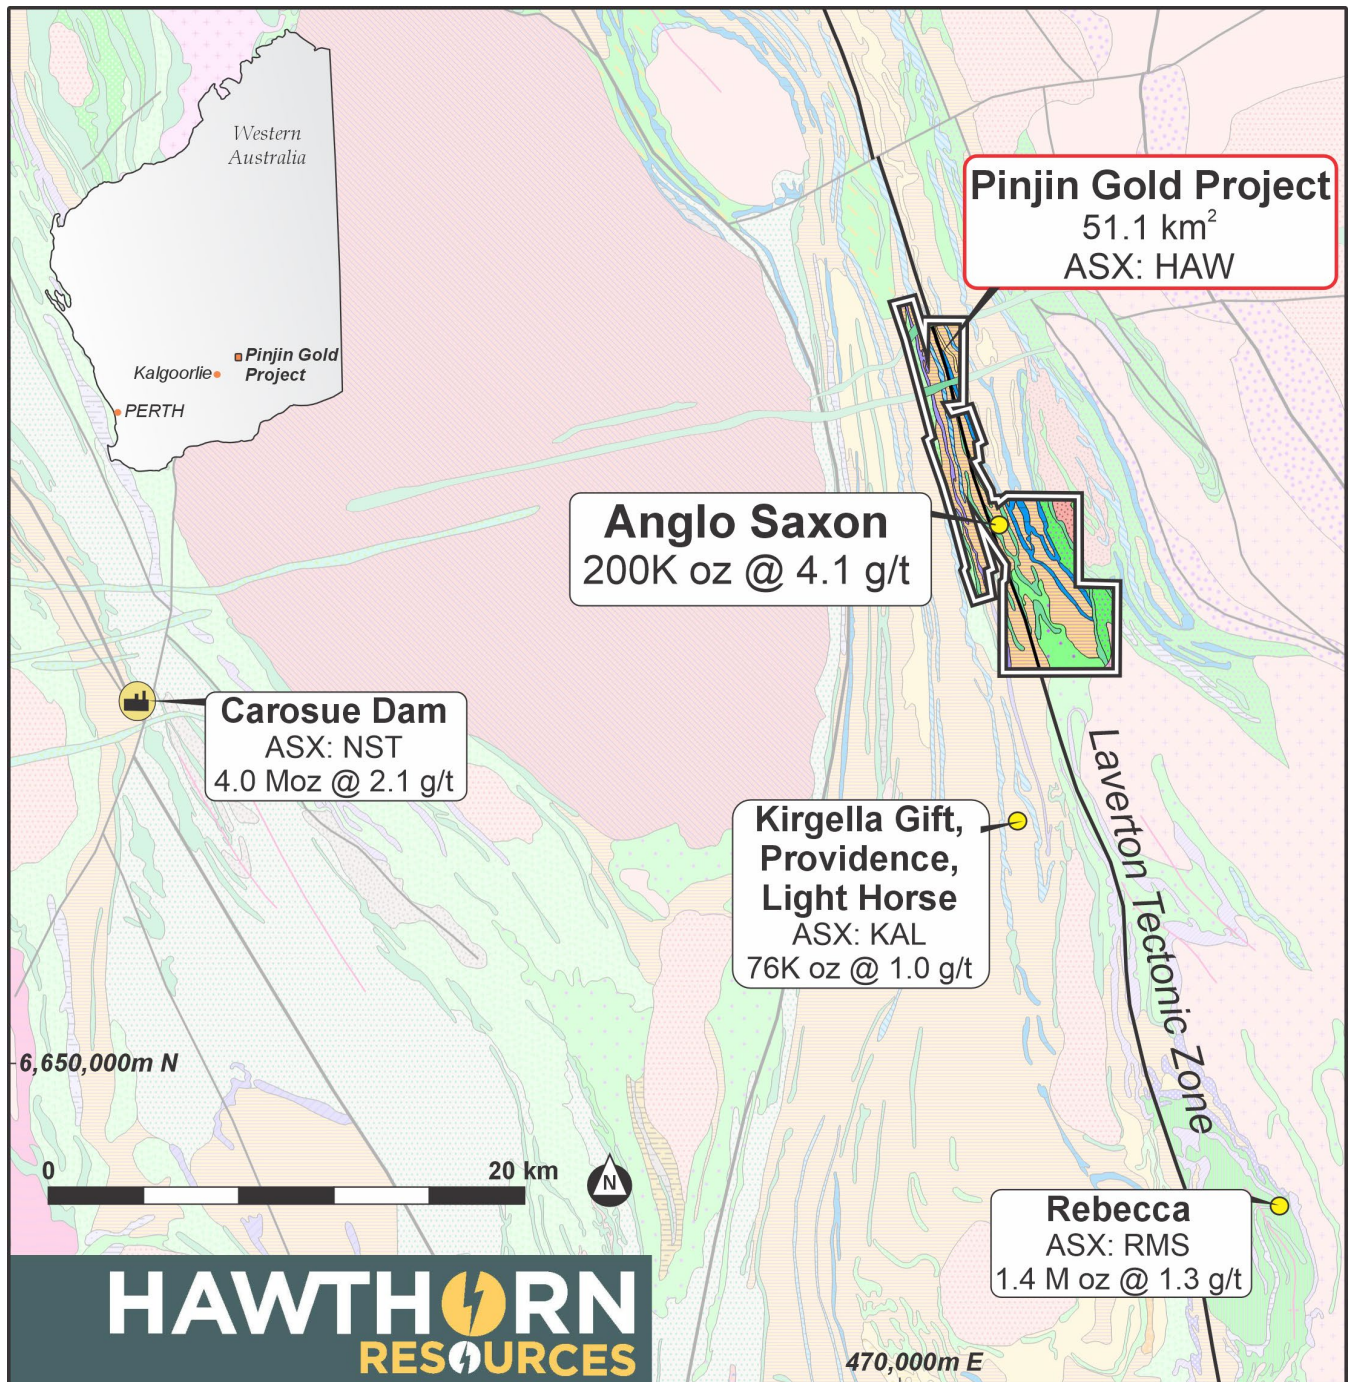 Western
Australia
Pinjin Gold Project
51.1 km²
ASX: HAW
Pinjin Gold
Project
Kalgoorlie
PERTH
Anglo Saxon
200K oz @ 4.1 g/t
Carosue Dam
ASX: NST
4.0 Moz @ 2.1 g/t
Laverton Tectonic Zone
Kirgella Gift,
Providence,
Light Horse
ASX: KAL
76K oz @ 1.0 g/t
6,650,000m N
0 20 km
N
Rebecca
ASX: RMS
1.4 M oz @ 1.3 g/t
HAWTHORN
RESOURCES
470,000m E